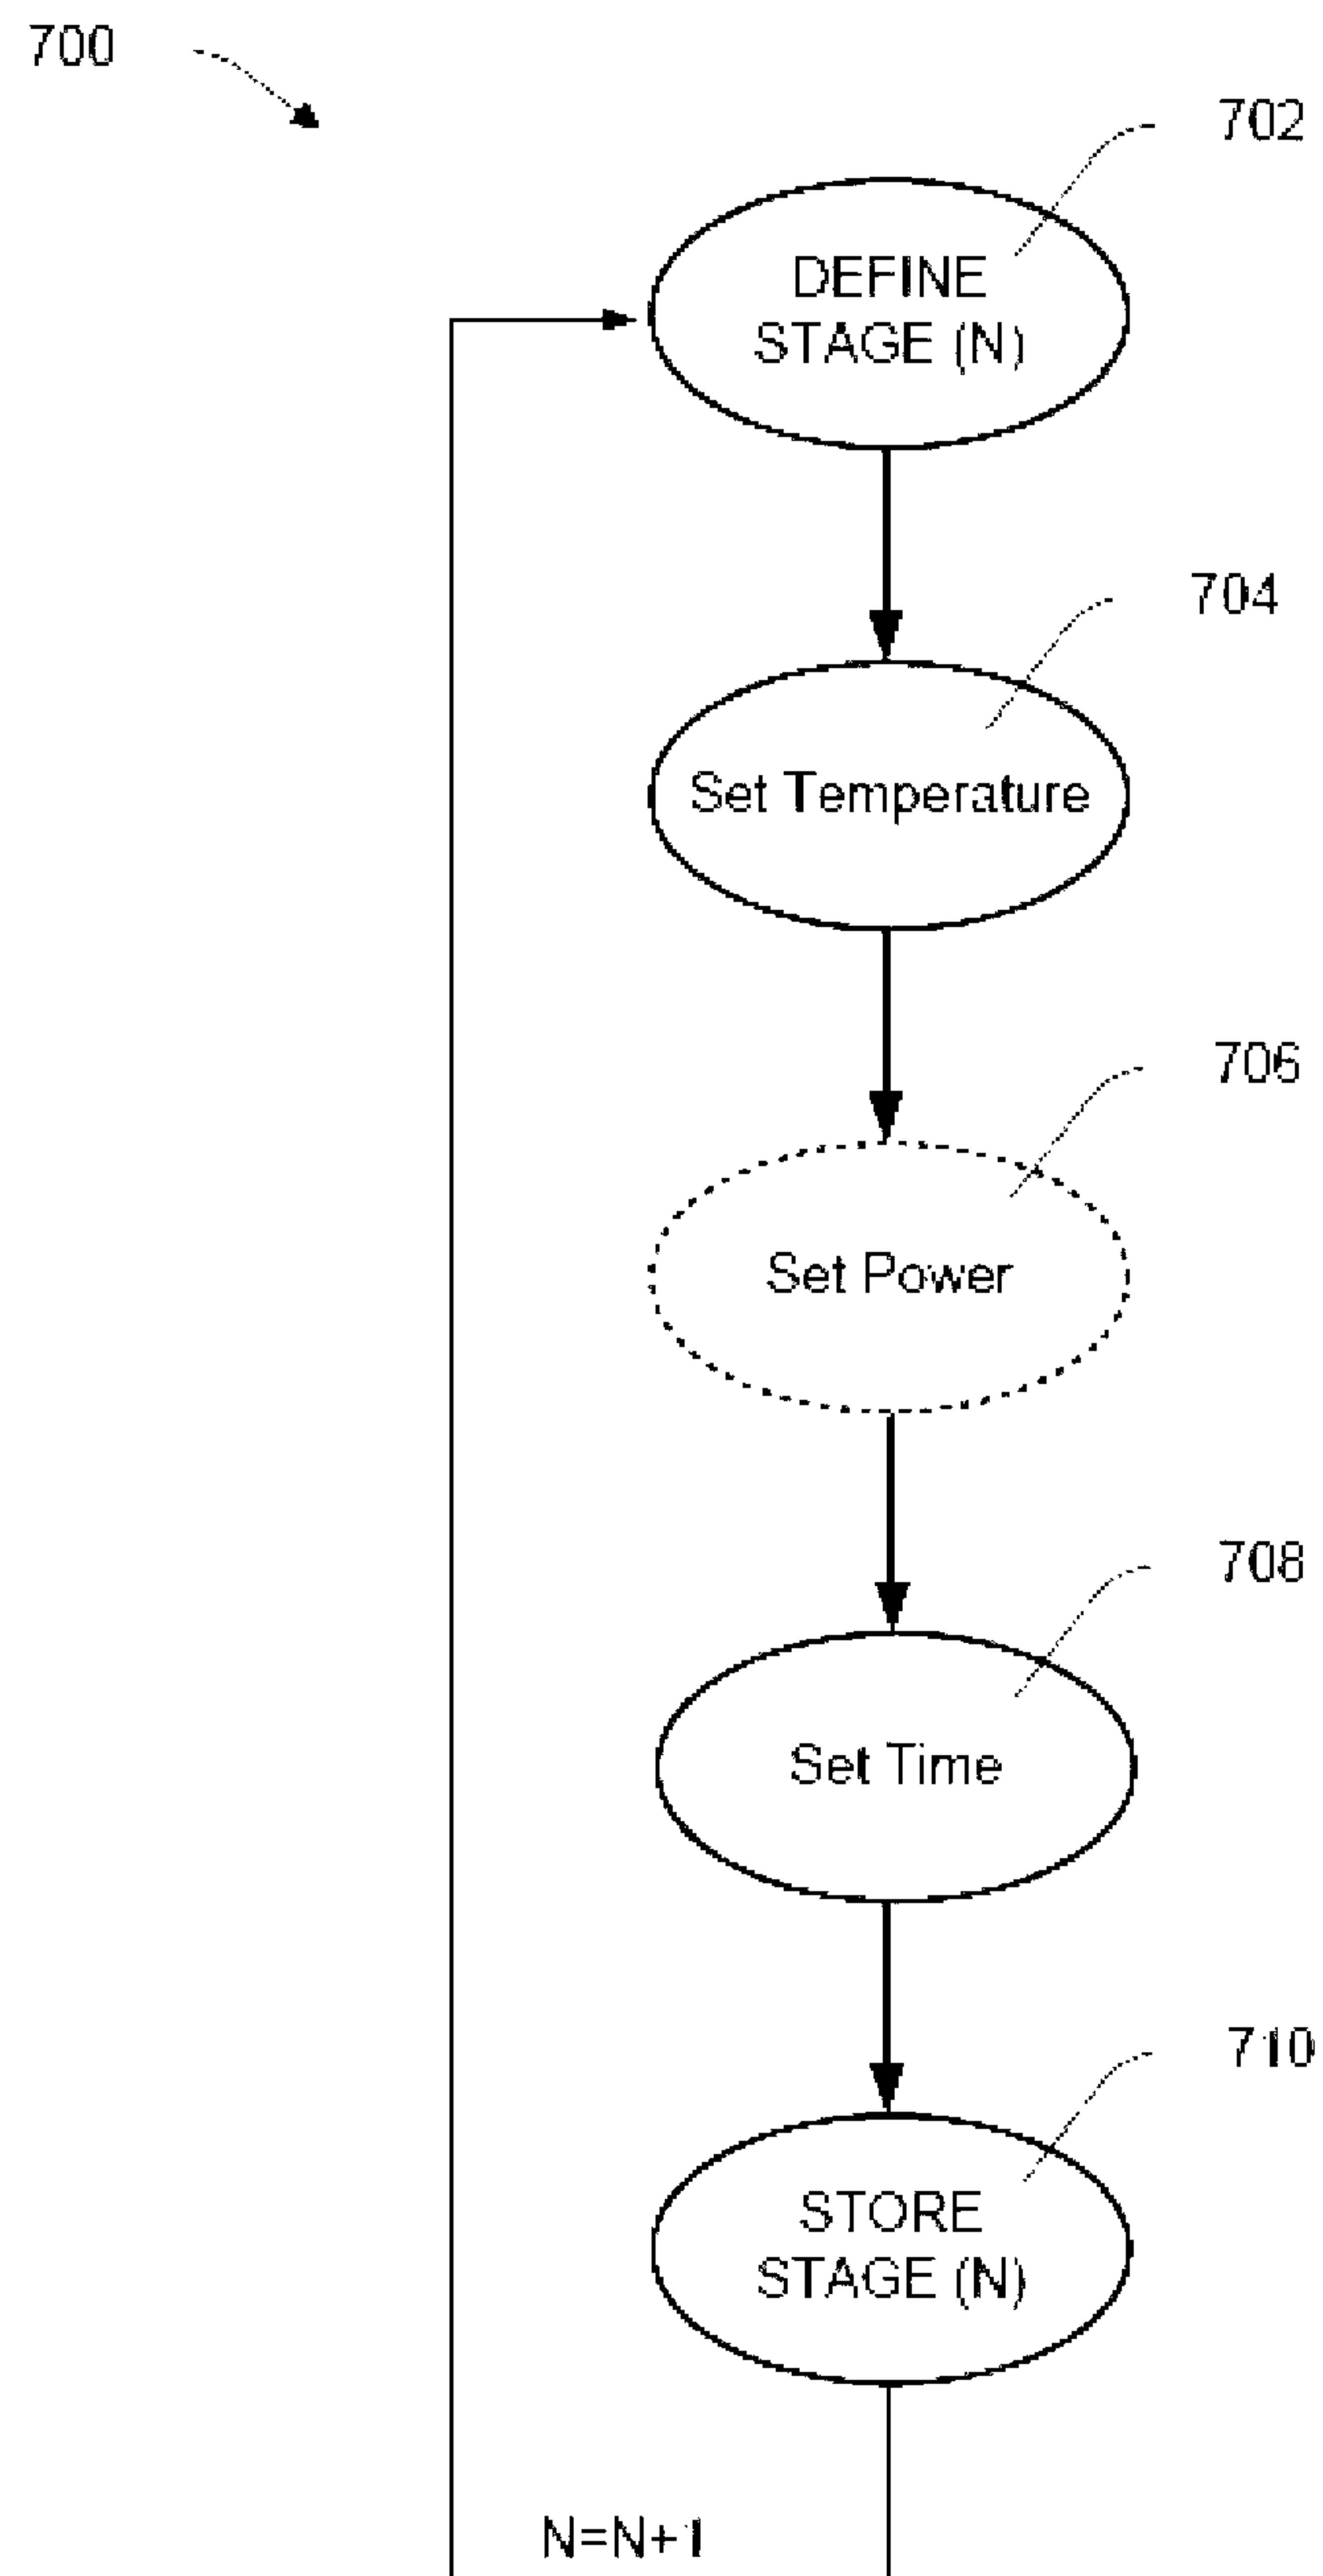 700
702
DEFINE
STAGE (N)
704
Set Temperature
706
Set Power
708
Set Time
710
STORE
STAGE (N)
N=N+1